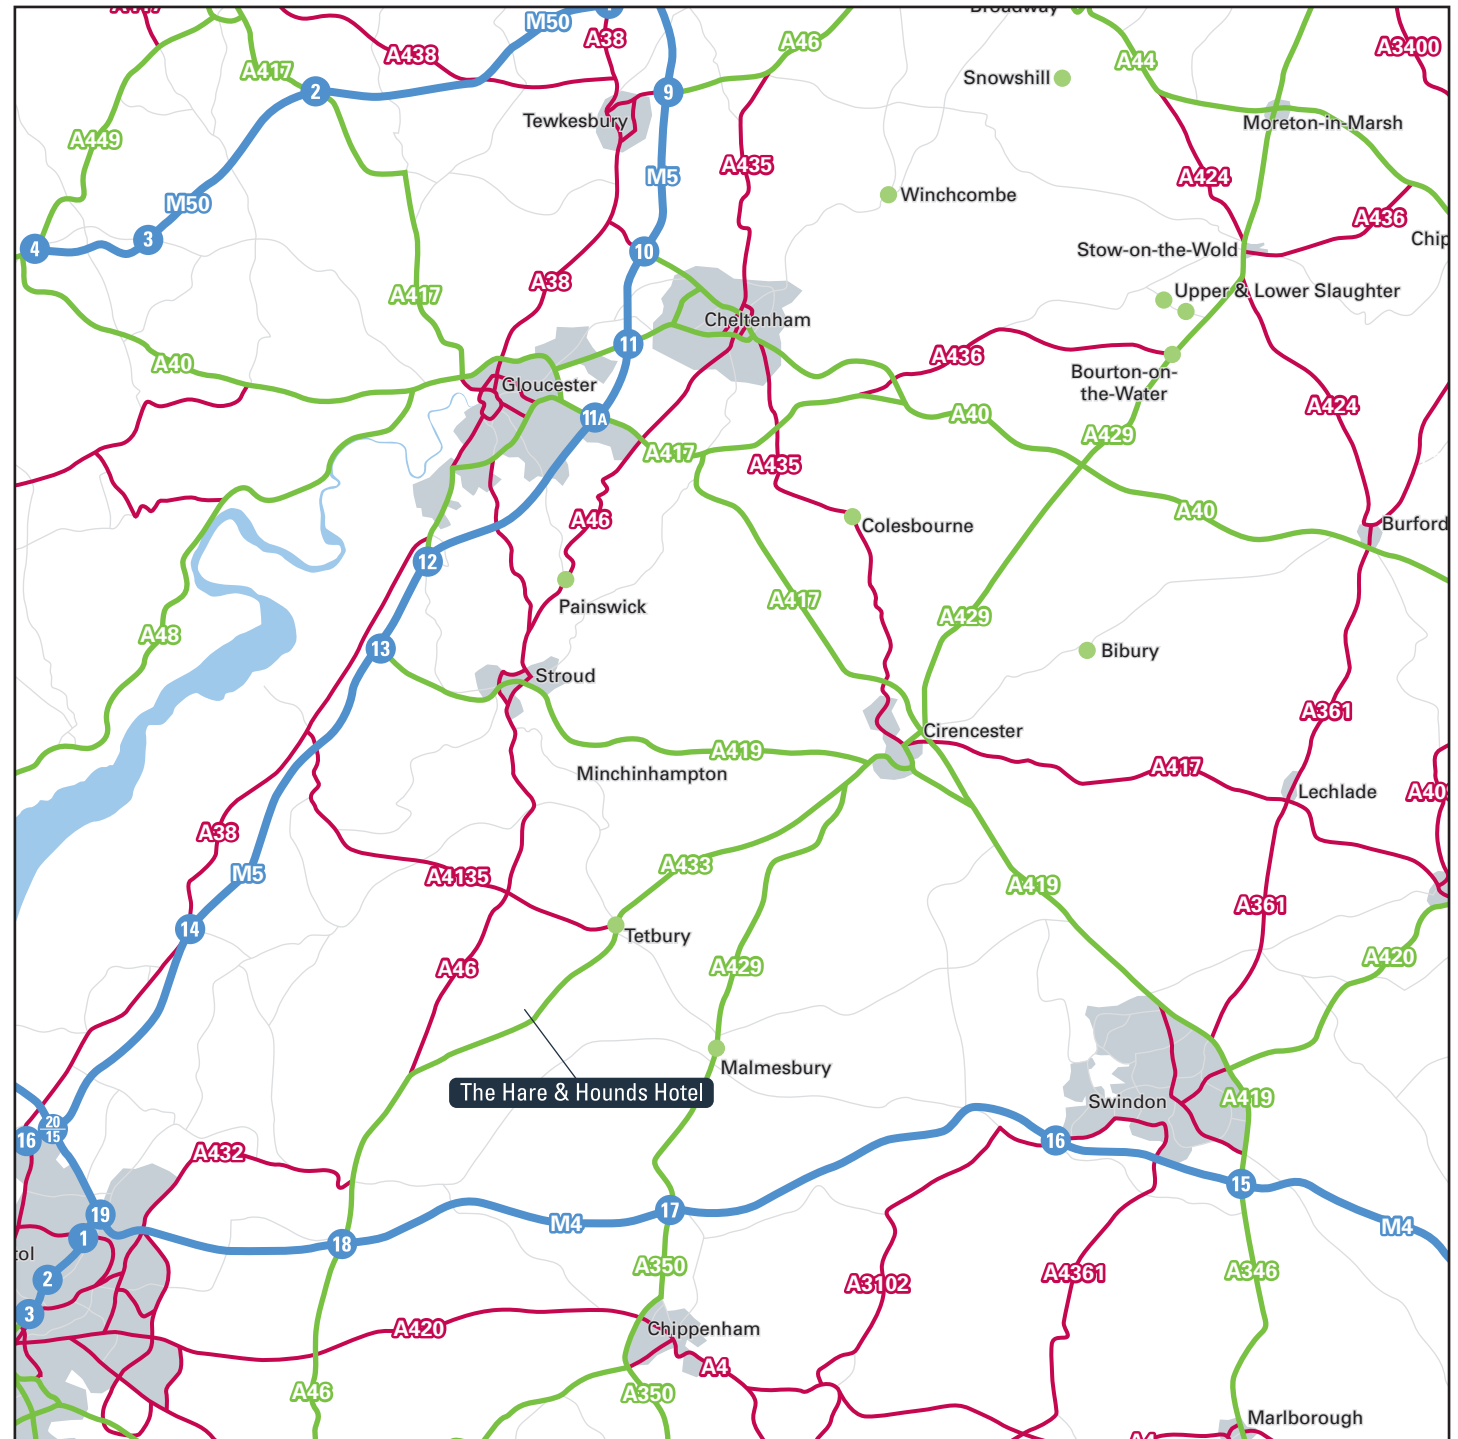 Broadway
M50
A38
A46
A438
A417
A44
A3400
Snowshill
2
9
Tewkesbury
Moreton-in-Marsh
A449
A435
M5
A424
M50
Winchcombe
A436
4
3
10
Stow-on-the-Wold
Chip
A38
A417
Upper & Lower Slaughter
Cheltenham
11
A436
A40
Bourton-on-
the-Water
Gloucester
11A
A40
A424
A429
A417
A435
A40
A46
Colesbourne
Burford
12
Painswick
A417
A429
A48
13
Bibury
Stroud
A361
Cirencester
A419
Minchinhampton
A417
Lechlade
A40
A38
M5
A4135
A433
A419
A361
14
Tetbury
A46
A429
A420
Malmesbury
The Hare & Hounds Hotel
Swindon
A419
20
15
16
16
A432
15
19
17
M4
M4
1
18
tol
2
A350
A3102
A4361
A346
3
A420
Chippenham
A4
A46
A350
Marlborough